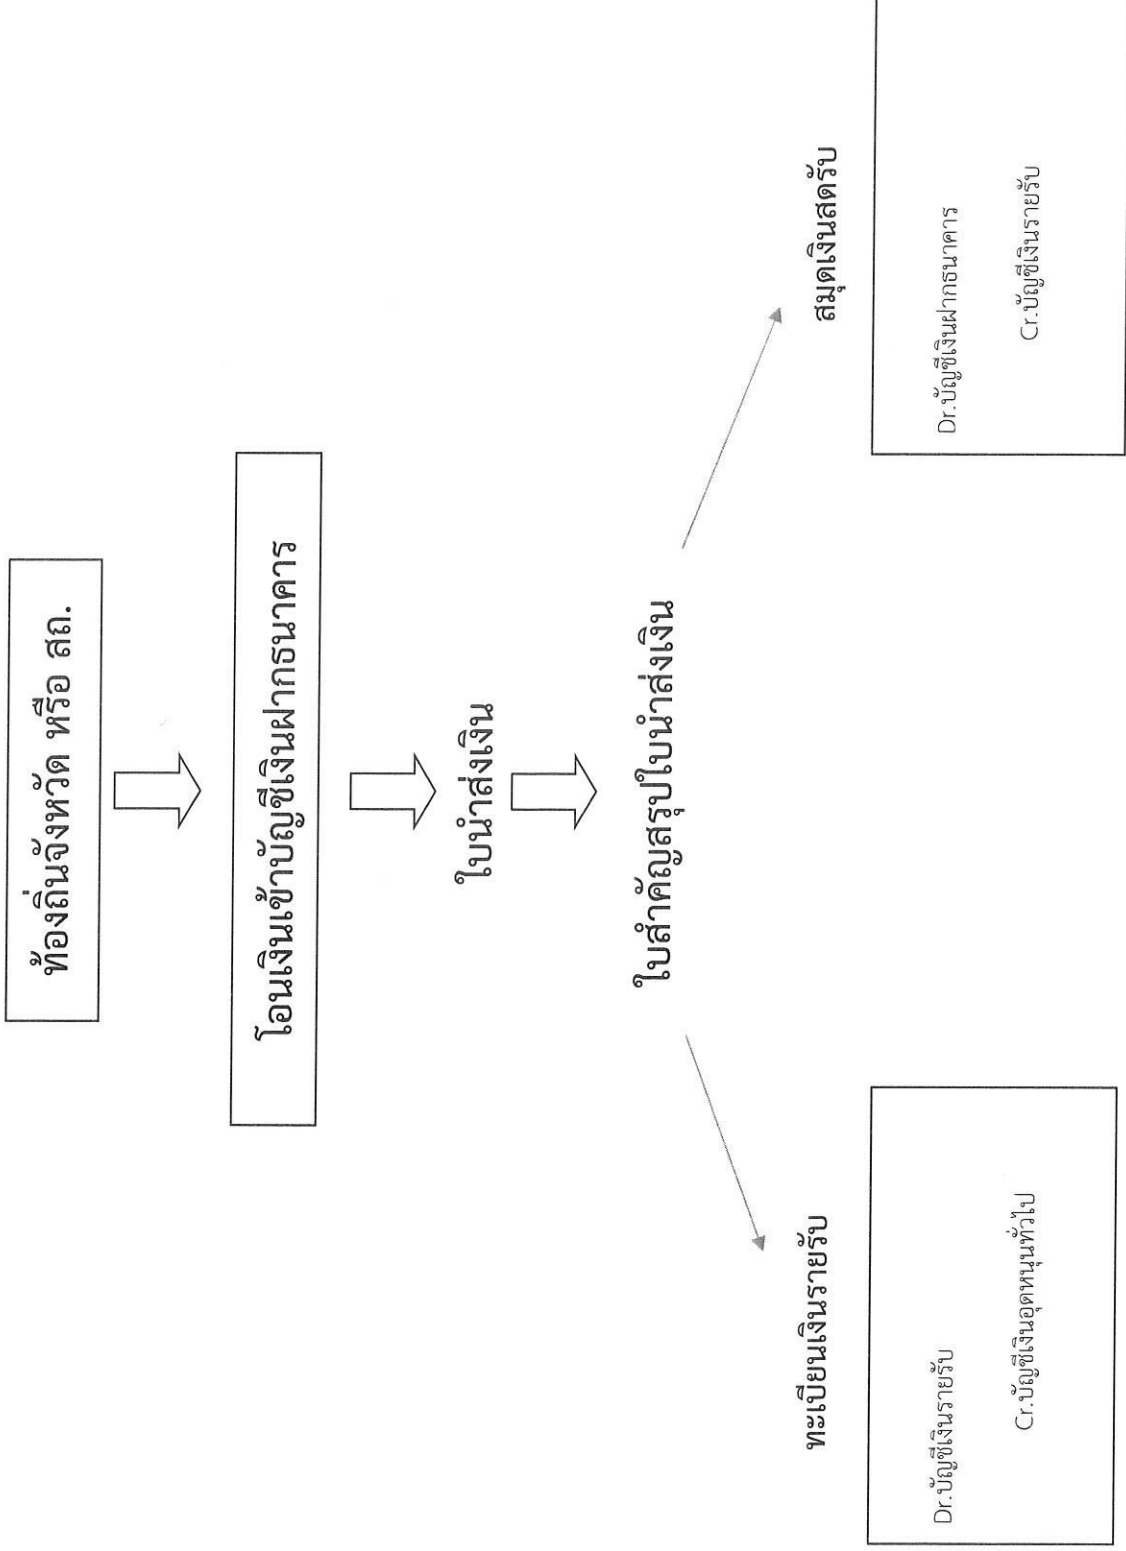 ท้องถิ่นจังหวัด หรือ สถ.
โอนเงินเข้าบัญชีเงินฝากธนาคาร
ใบนำส่งเงิน
ใบสำคัญสรุปใบนำส่งเงิน
ทะเบียนเงินรายรับ
Dr.บัญชีเงินรายรับ
Cr.บัญชีเงินอุดหนุนทั่วไป
สมุดเงินสดรับ
Dr.บัญชีเงินฝากธนาคาร
Cr.บัญชีเงินรายรับ